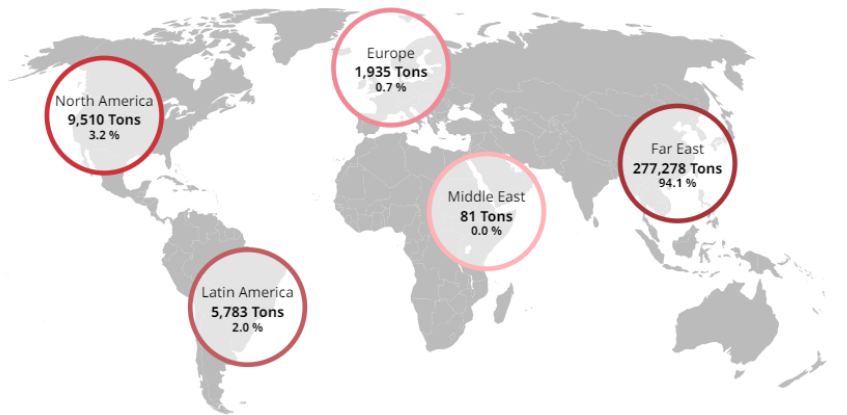 Europe
1,935 Tons
0.7 %
North America
9,510 Tons
3.2 %
Far East
277,278 Tons
94.1 %
Middle East
81 Tons
0.0 %
Latin America
5,783 Tons
2.0 %